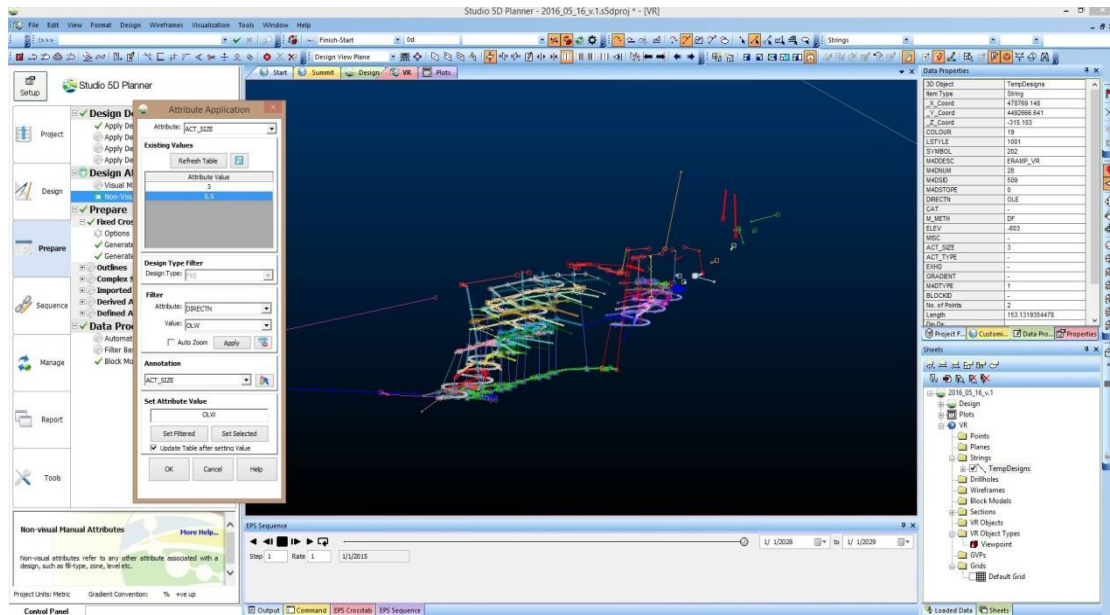 Studio 5D Planner - 2016_05_16_v.1.s5dproj * - [VR]
File Edit View Format Design Wireframes Visualization Tools Window Help
Finish-Start
0d
Strings
Design View Plane
Setup
Studio 5D Planner
Start
Summit
Design
VR
Plots
Project
Design
Prepare
Sequence
Manage
Report
Tools
Design De
Apply De
Apply De
Apply De
Apply De
Design At
Visual M
Non-Visu
Prepare
Fixed Cros
Options
Generate
Generate
Outlines
Complex S
Imported
Derived A
Defined A
Data Proc
Automat
Filter Bas
Block Mo
Attribute Application
Attribute: ACT_SIZE
Existing Values
Refresh Table
Attribute Value
3
5.5
Design Type Filter
Design Type: FXS
Filter
Attribute: DIRECTN
Value: OLW
Auto Zoom
Apply
Annotation
ACT_SIZE
Set Attribute Value
OLW
Set Filtered
Set Selected
Update Table after setting Value
OK
Cancel
Help
Non-visual Manual Attributes
More Help...
Non-visual attributes refer to any other attribute associated with a
design, such as fill-type, zone, level etc.
Project Units: Metric Gradient Convention: % +ve up
Control Panel
EPS Sequence
1/ 1/2028 to 1/ 1/2029
Step 1 Rate 1 1/1/2015
Output
Command
EPS Crosstab
EPS Sequence
Data Properties
3D Object TempDesigns
Item Type String
_X_Coord 478769.148
_Y_Coord 4492666.641
_Z_Coord -315.103
COLOUR 19
LSTYLE 1001
SYMBOL 202
M4DDESC ERAMP_VR
M4DNUM 28
M4DSID 509
M4DSTOPE 0
DIRECTN OLE
CAT -
M_METH DF
ELEV -603
MISC -
ACT_SIZE 3
ACT_TYPE -
EXHD -
GRADIENT -
M4DTYPE 1
BLOCKID -
No. of Points 2
Length 153.1319354478
Project F...
Customi...
Data Pro...
Properties
Sheets
2016_05_16_v.1
Design
Plots
VR
Points
Planes
Strings
TempDesigns
Drillholes
Wireframes
Block Models
Sections
VR Objects
VR Object Types
Viewpoint
GVPs
Grids
Default Grid
Loaded Data
Sheets